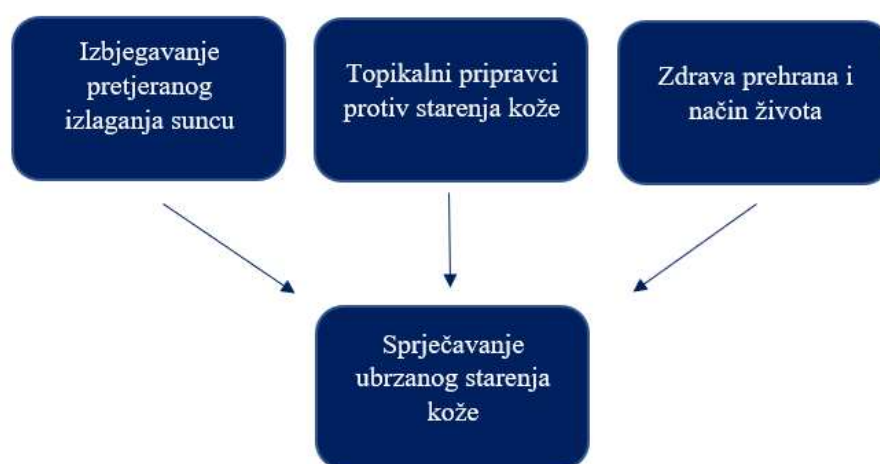 Izbjegavanje
pretjeranog
izlaganja suncu
Topikalni pripravci
protiv starenja kože
Zdrava prehrana i
način života
Sprječavanje
ubrzanog starenja
kože